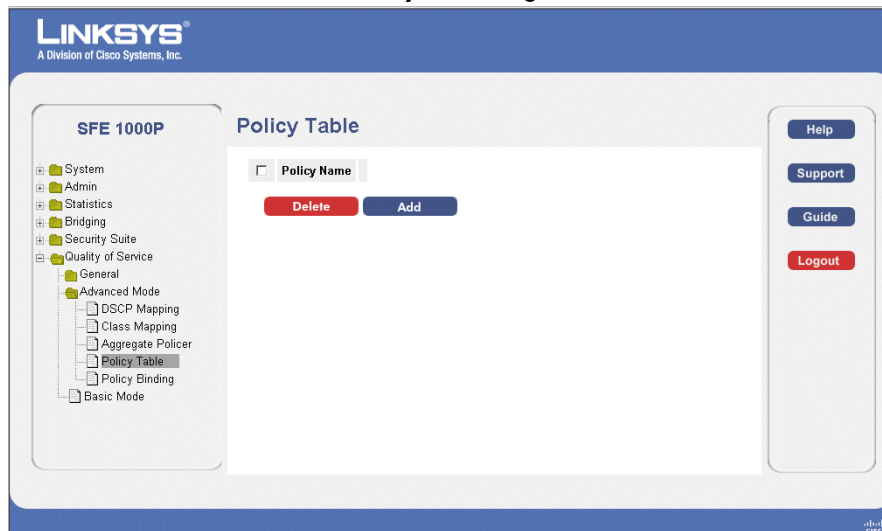 LINKSYS®
A Division of Cisco Systems, Inc.
SFE 1000P
System
Admin
Statistics
Bridging
Security Suite
Quality of Service
General
Advanced Mode
DSCP Mapping
Class Mapping
Aggregate Policer
Policy Table
Policy Binding
Basic Mode
Policy Table
Policy Name
Delete
Add
Help
Support
Guide
Logout